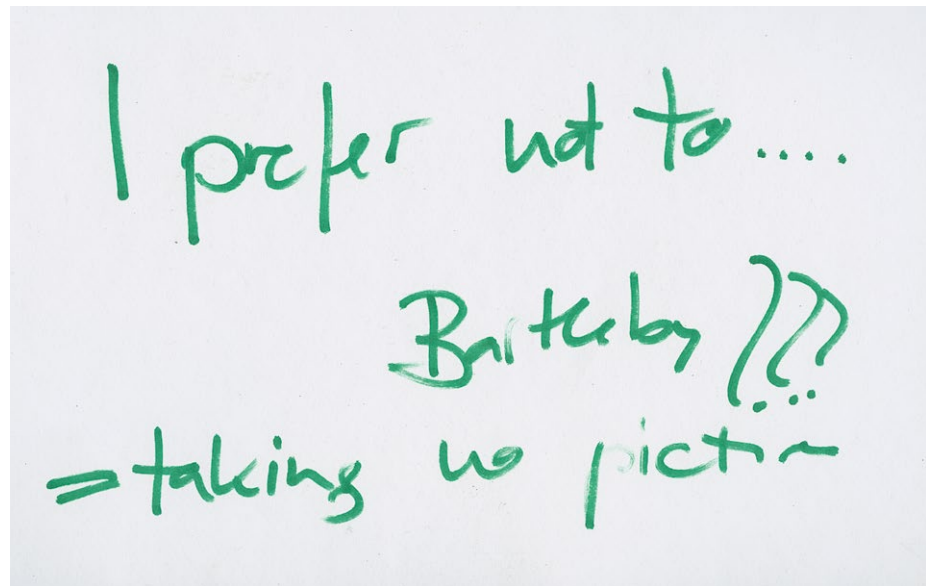 I prefer not to....
Bartleby ???
= taking no picture